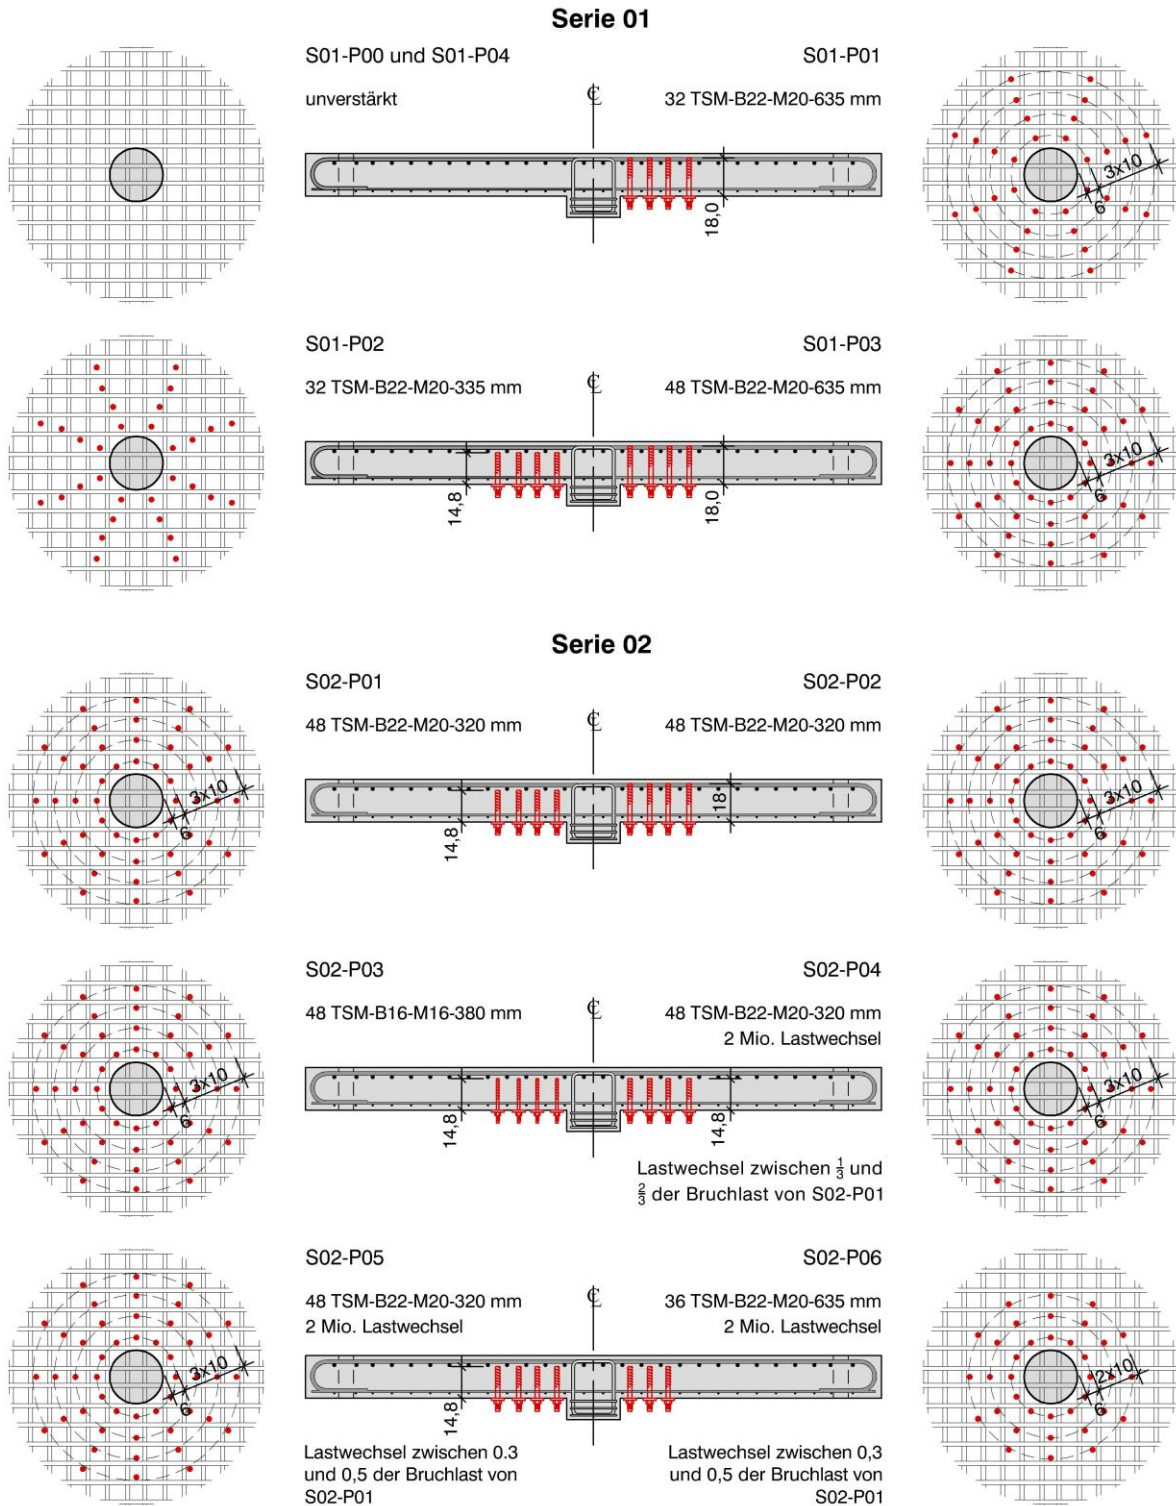 Serie 01
S01-P00 und S01-P04
S01-P01
unverstärkt
℄
32 TSM-B22-M20-635 mm
18,0
3x10
6
S01-P02
S01-P03
32 TSM-B22-M20-335 mm
℄
48 TSM-B22-M20-635 mm
14,8
18,0
3x10
6
Serie 02
S02-P01
S02-P02
48 TSM-B22-M20-320 mm
℄
48 TSM-B22-M20-320 mm
3x10
6
14,8
18
3x10
6
S02-P03
S02-P04
48 TSM-B16-M16-380 mm
℄
48 TSM-B22-M20-320 mm
2 Mio. Lastwechsel
3x10
6
14,8
14,8
3x10
6
Lastwechsel zwischen 1/3 und
2/3 der Bruchlast von S02-P01
S02-P05
S02-P06
48 TSM-B22-M20-320 mm
2 Mio. Lastwechsel
℄
36 TSM-B22-M20-635 mm
2 Mio. Lastwechsel
3x10
6
14,8
2x10
6
Lastwechsel zwischen 0.3
und 0,5 der Bruchlast von
S02-P01
Lastwechsel zwischen 0,3
und 0,5 der Bruchlast von
S02-P01